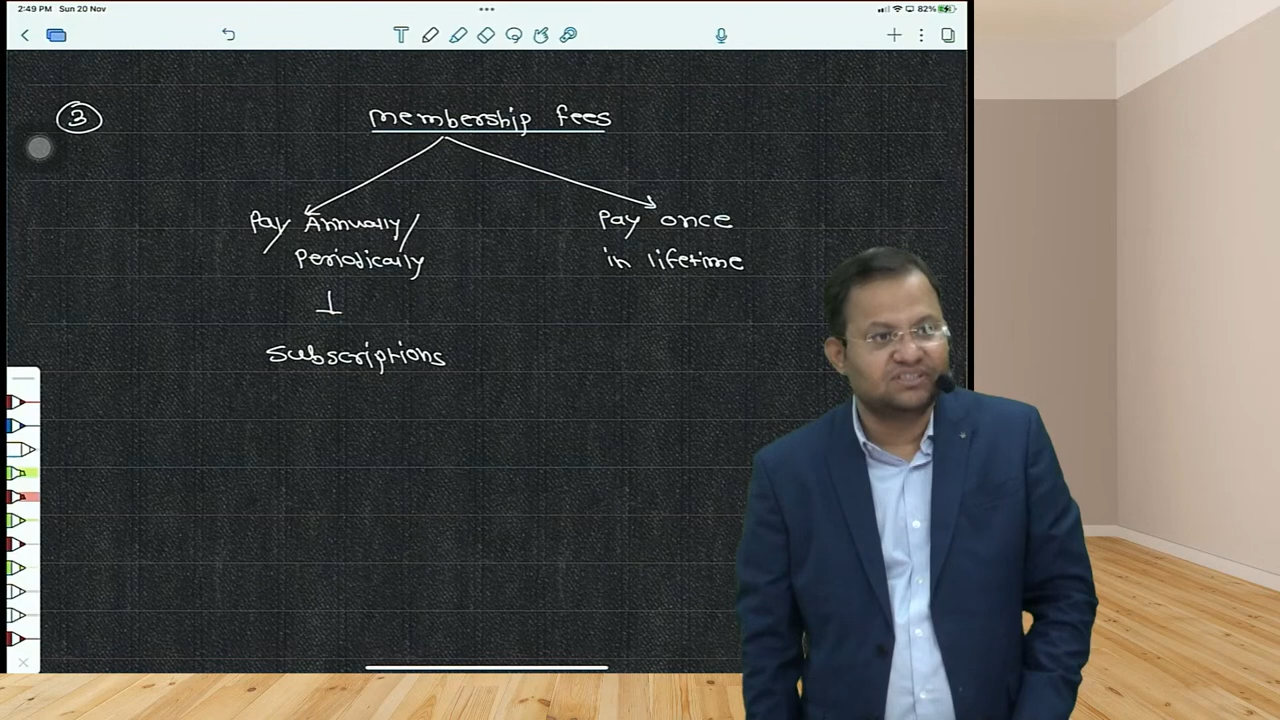 2:49 PM Sun 20 Nov
82%
3
Membership fees
Pay Annually/
Periodically
Pay once
in lifetime
Subscriptions